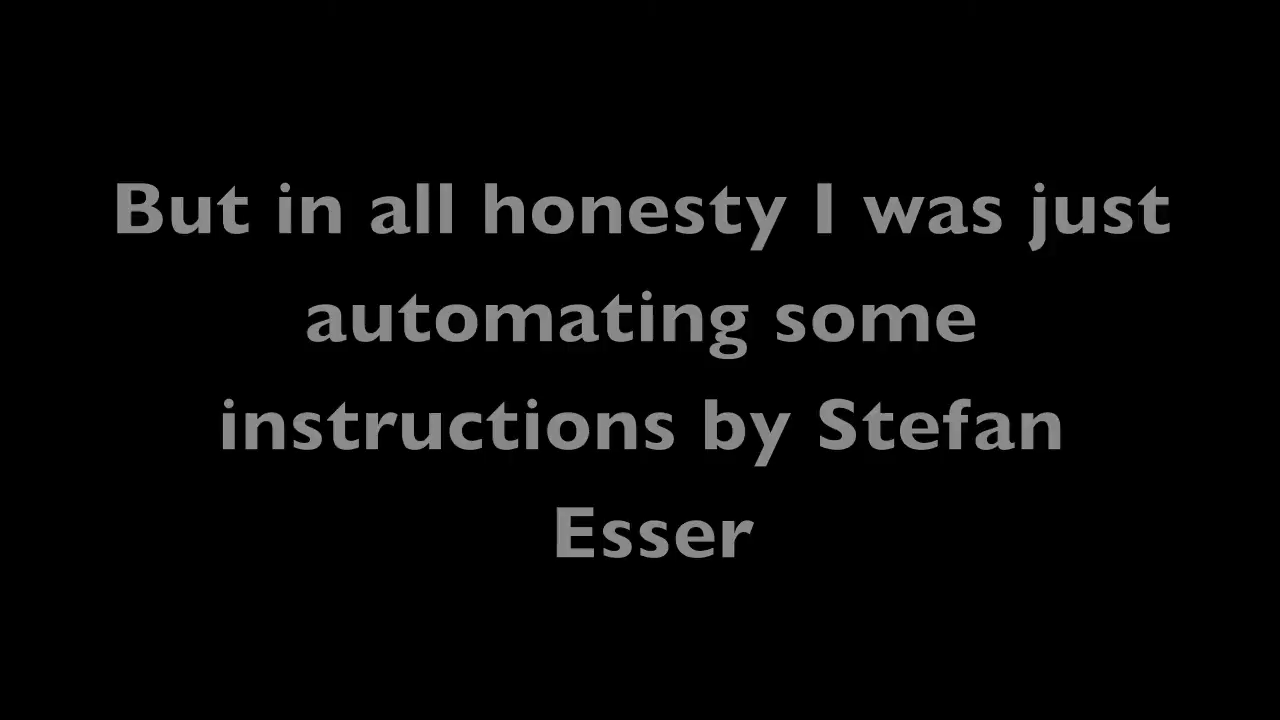 But in all honesty I was just
automating some
instructions by Stefan
Esser